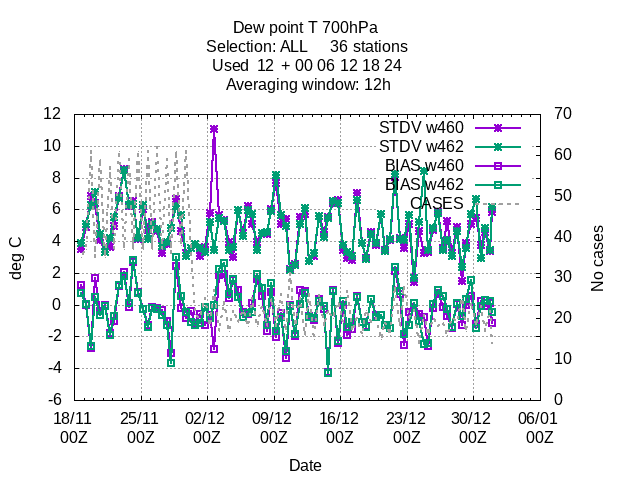 Dew point T 700hPa
Selection: ALL 36 stations
Used 12 + 00 06 12 18 24
Averaging window: 12h
12
10
8
6
4
2
0
-2
-4
-6
deg C
70
60
50
40
30
20
10
0
No cases
STDV w460
STDV w462
BIAS w460
BIAS w462
CASES
18/11 25/11 02/12 09/12 16/12 23/12 30/12 06/01
00Z 00Z 00Z 00Z 00Z 00Z 00Z 00Z
Date